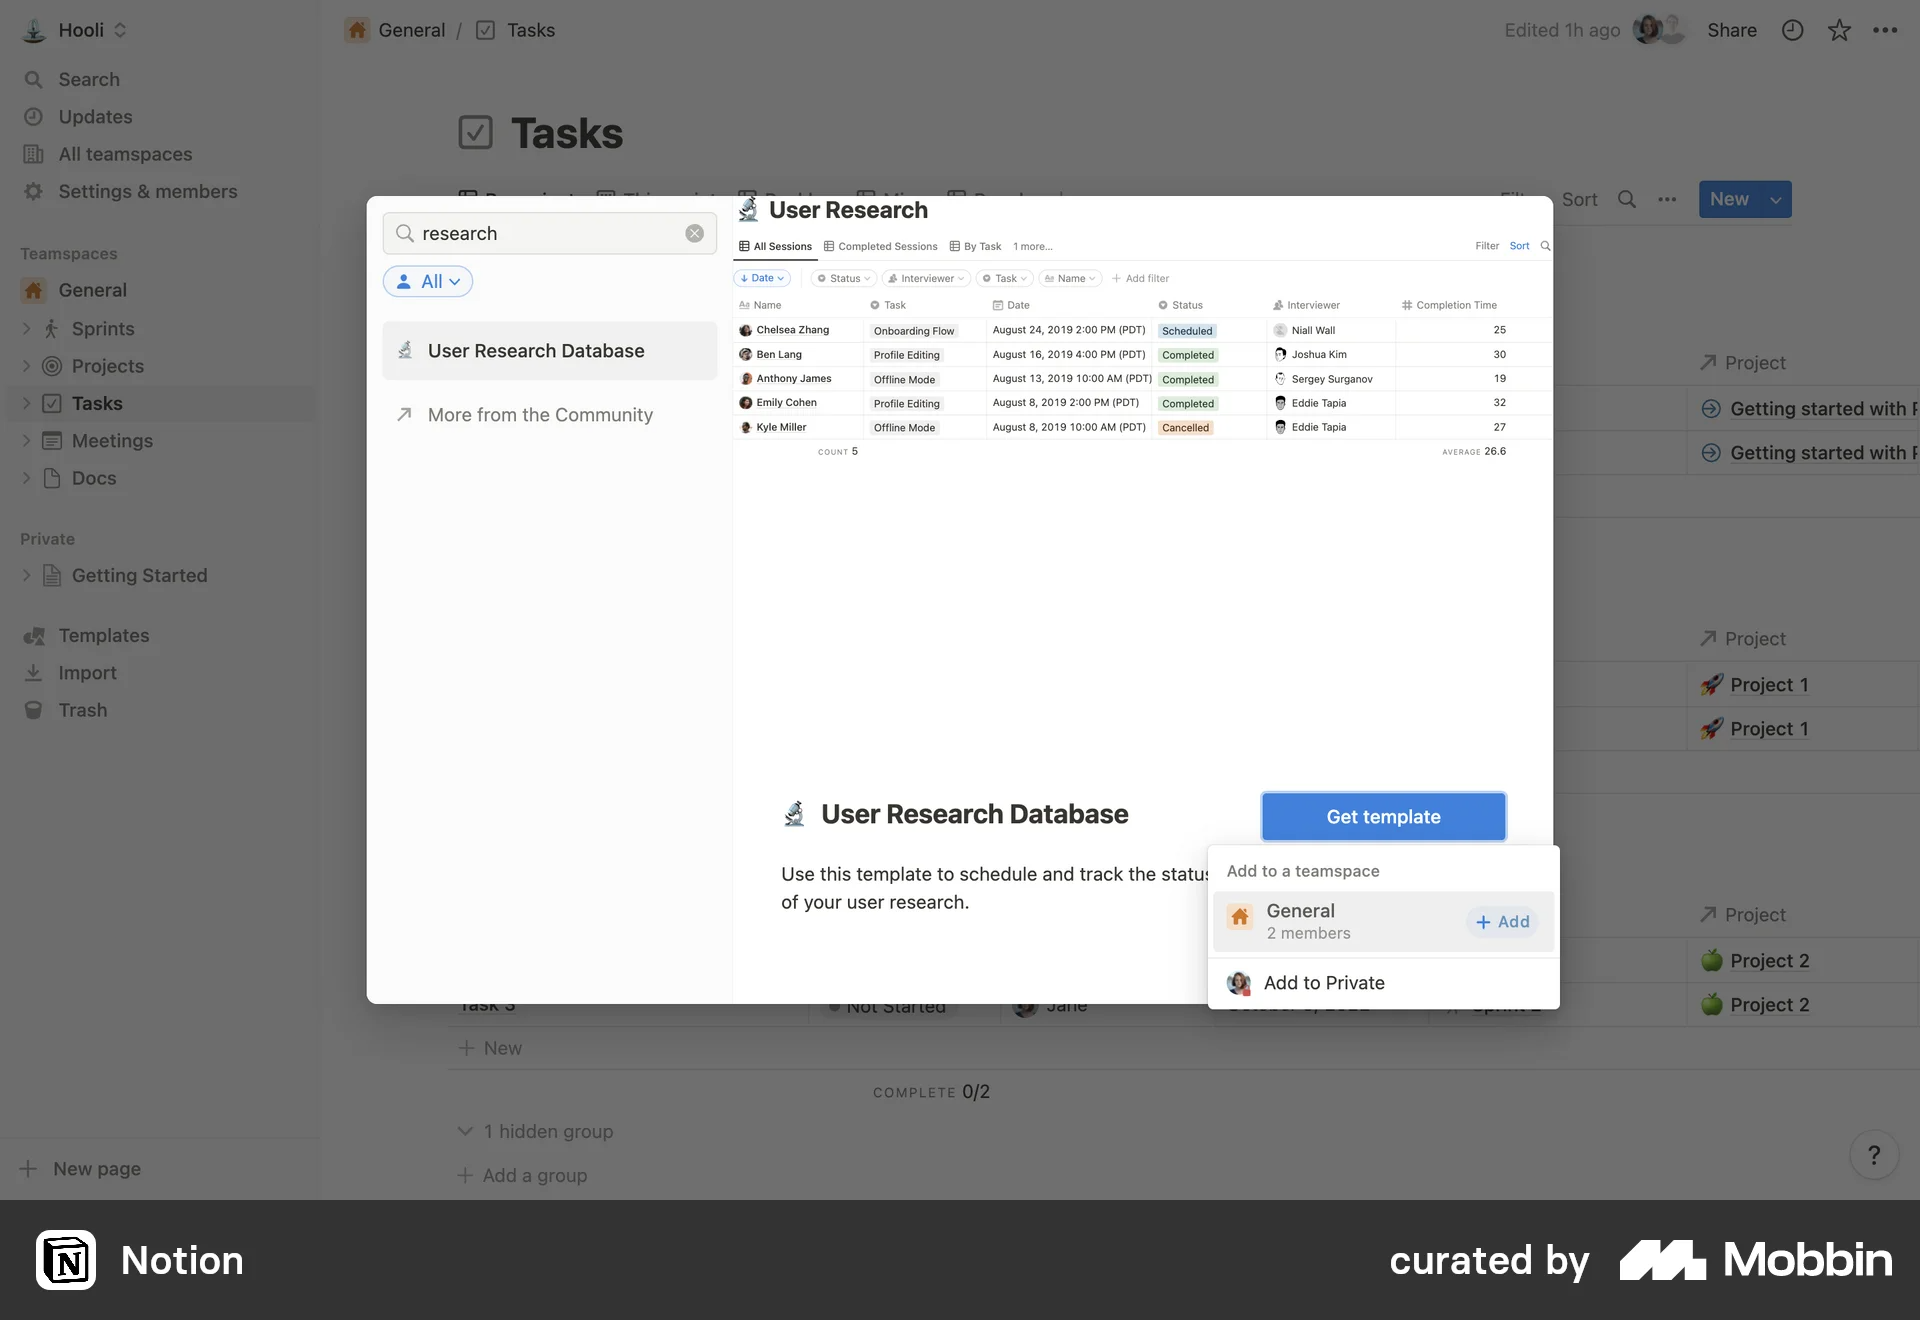 Hooli
General / Tasks
Edited 1h ago
Share
Search
Updates
All teamspaces
Settings & members
Teamspaces
General
Sprints
Projects
Tasks
Meetings
Docs
Private
Getting Started
Templates
Import
Trash
New page
Tasks
Sort
New
research
All
User Research Database
More from the Community
User Research
All Sessions
Completed Sessions
By Task
1 more...
Filter
Sort
Date
Status
Interviewer
Task
Name
+ Add filter
Name
Task
Date
Status
Interviewer
Completion Time
Chelsea Zhang Onboarding Flow August 24, 2019 2:00 PM (PDT) Scheduled Niall Wall 25
Ben Lang Profile Editing August 16, 2019 4:00 PM (PDT) Completed Joshua Kim 30
Anthony James Offline Mode August 13, 2019 10:00 AM (PDT) Completed Sergey Surganov 19
Emily Cohen Profile Editing August 8, 2019 2:00 PM (PDT) Completed Eddie Tapia 32
Kyle Miller Offline Mode August 8, 2019 10:00 AM (PDT) Cancelled Eddie Tapia 27
COUNT 5
AVERAGE 26.6
User Research Database
Get template
Use this template to schedule and track the status
of your user research.
Add to a teamspace
General
2 members
+ Add
Add to Private
Project
Getting started with
Getting started with
Project
Project 1
Project 1
Project
Project 2
Project 2
Task 3
Not Started
Jane
+ New
COMPLETE 0/2
1 hidden group
+ Add a group
?
Notion
curated by
Mobbin